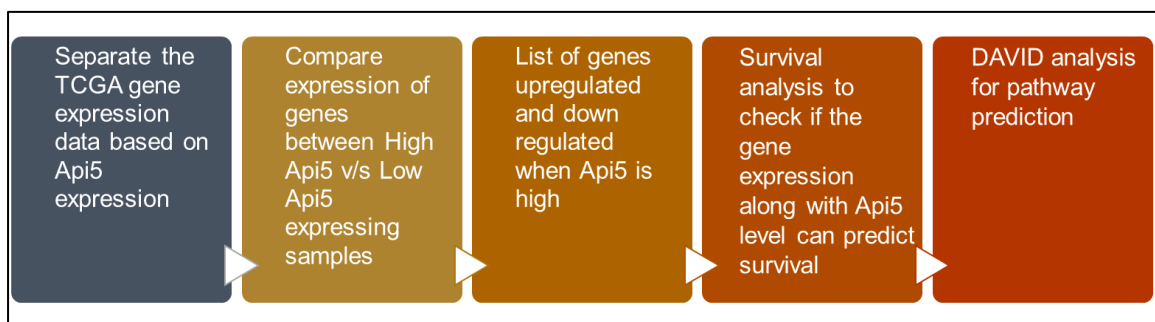 Separate the
TCGA gene
expression
data based on
Api5
expression
Compare
expression of
genes
between High
Api5 v/s Low
Api5
expressing
samples
List of genes
upregulated
and down
regulated
when Api5 is
high
Survival
analysis to
check if the
gene
expression
along with Api5
level can predict
survival
DAVID analysis
for pathway
prediction